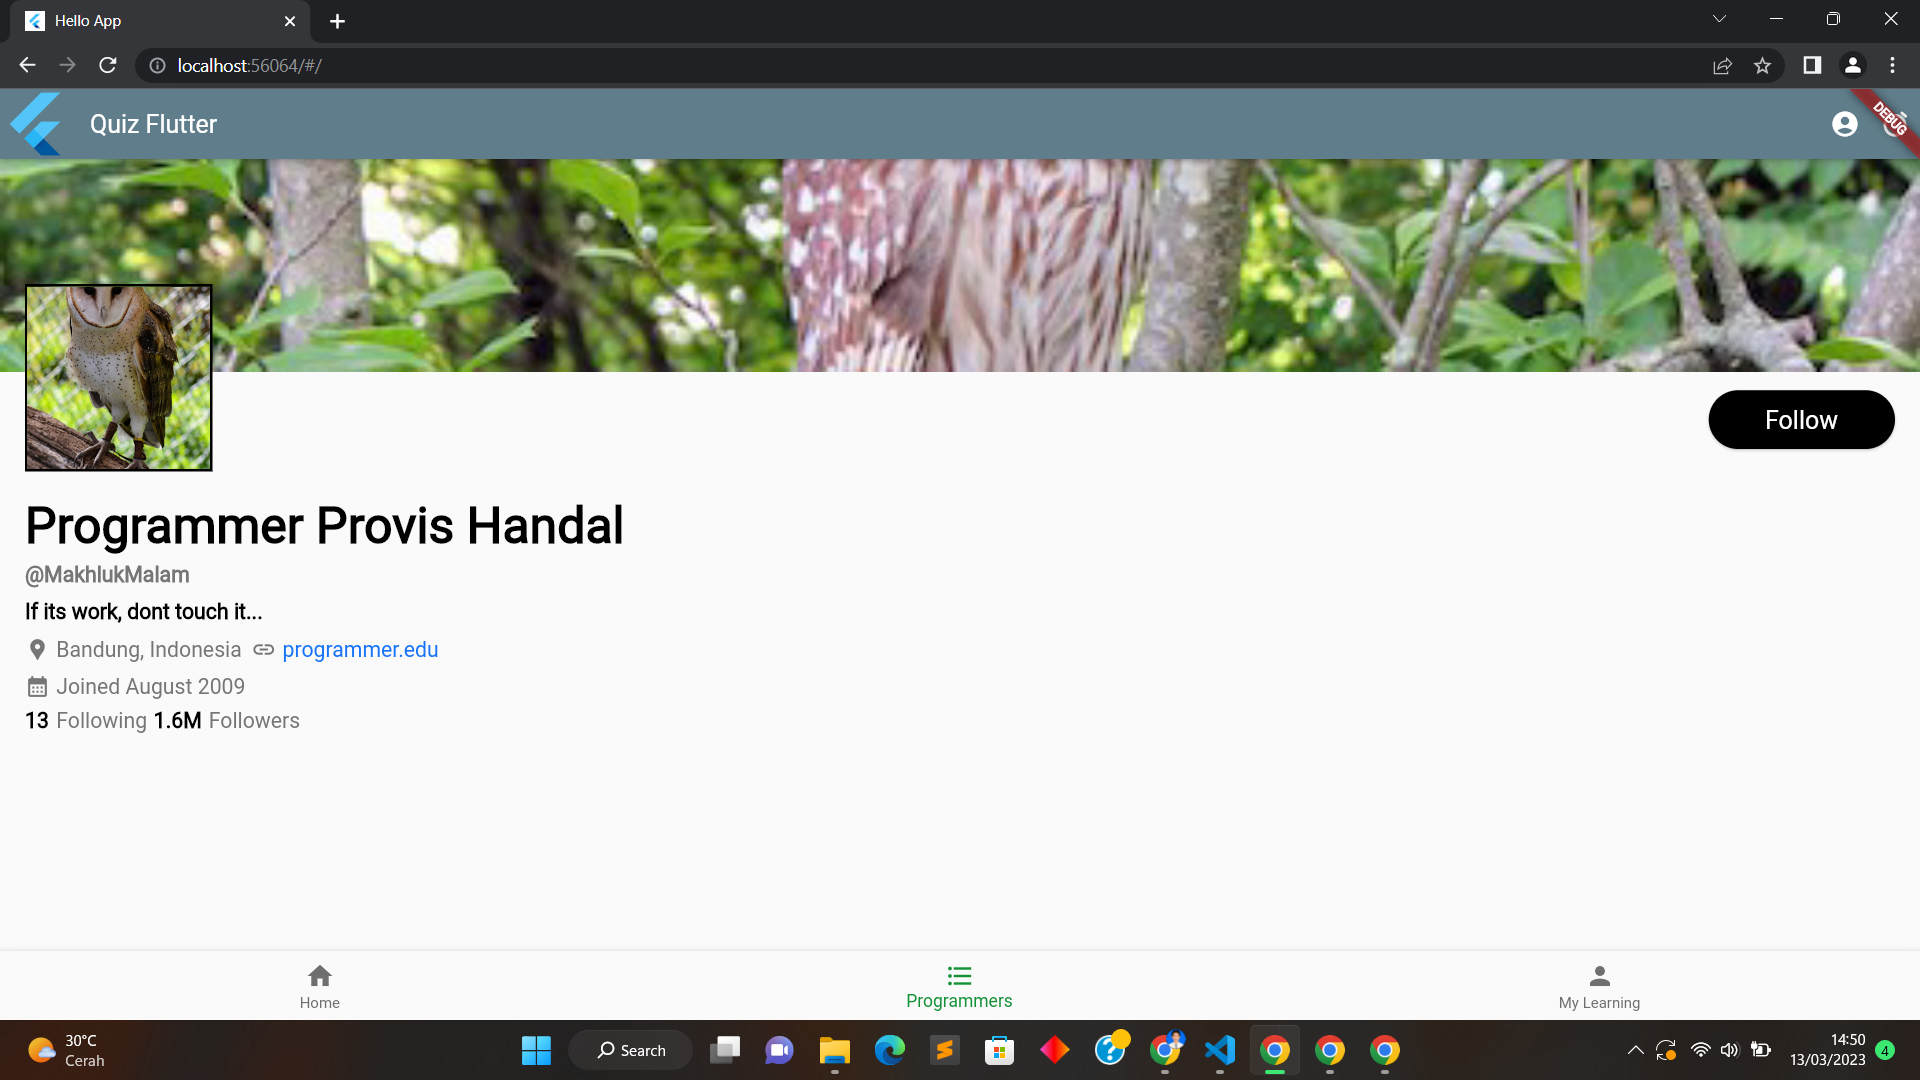 Hello App
localhost:56064/#/
Quiz Flutter
DEBUG
Follow
Programmer Provis Handal
@MakhlukMalam
If its work, dont touch it...
Bandung, Indonesia programmer.edu
Joined August 2009
13 Following 1.6M Followers
Home
Programmers
My Learning
30°C
Cerah
Search
14:50
13/03/2023
4